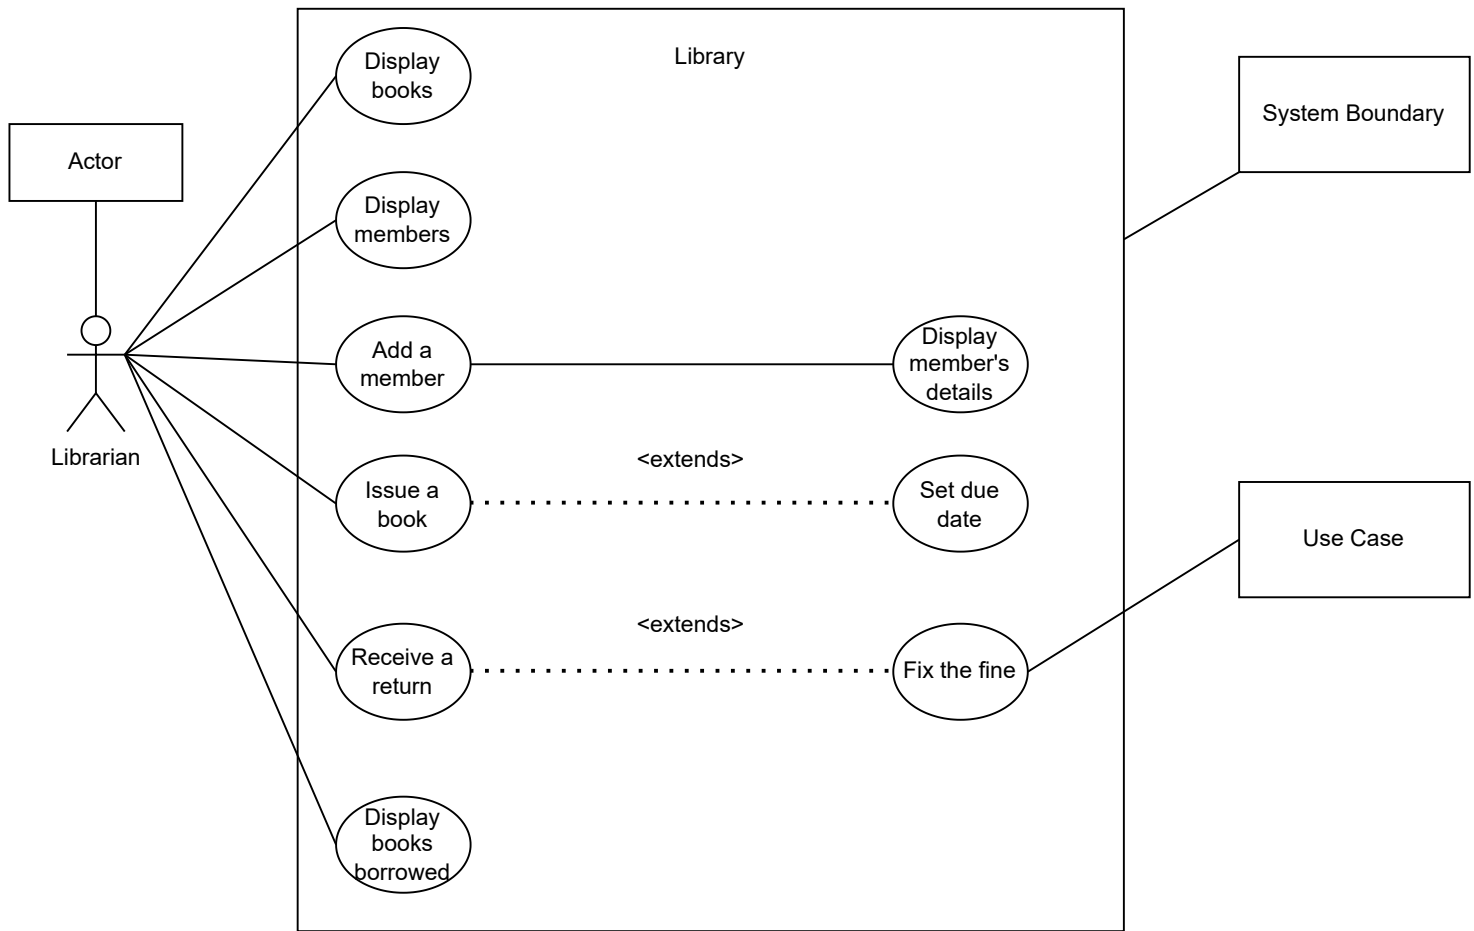 Display
books
Library
System Boundary
Actor
Display
members
Add a
member
Display
member's
details
Librarian
<extends>
Issue a
book
Set due
date
Use Case
<extends>
Receive a
return
Fix the fine
Display
books
borrowed